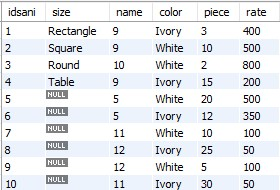 idsani size name color piece rate
1 Rectangle 9 Ivory 3 400
2 Square 9 White 10 500
3 Round 10 White 2 800
4 Table 9 Ivory 15 200
5 NULL 5 White 20 500
6 NULL 5 Ivory 12 350
7 NULL 11 White 10 100
8 NULL 12 Ivory 25 50
9 NULL 12 White 5 100
10 NULL 11 Ivory 30 50